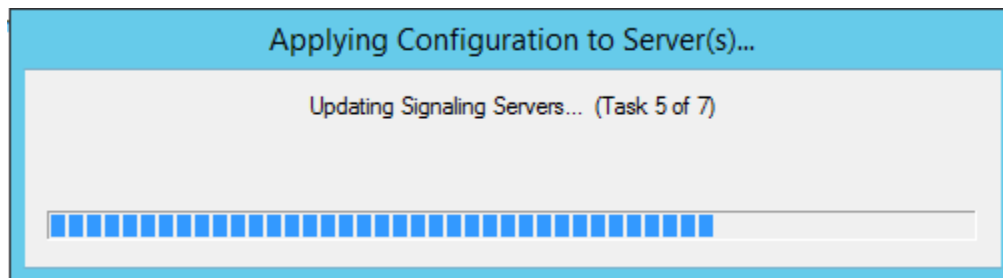 Applying Configuration to Server(s)...
Updating Signaling Servers... (Task 5 of 7)